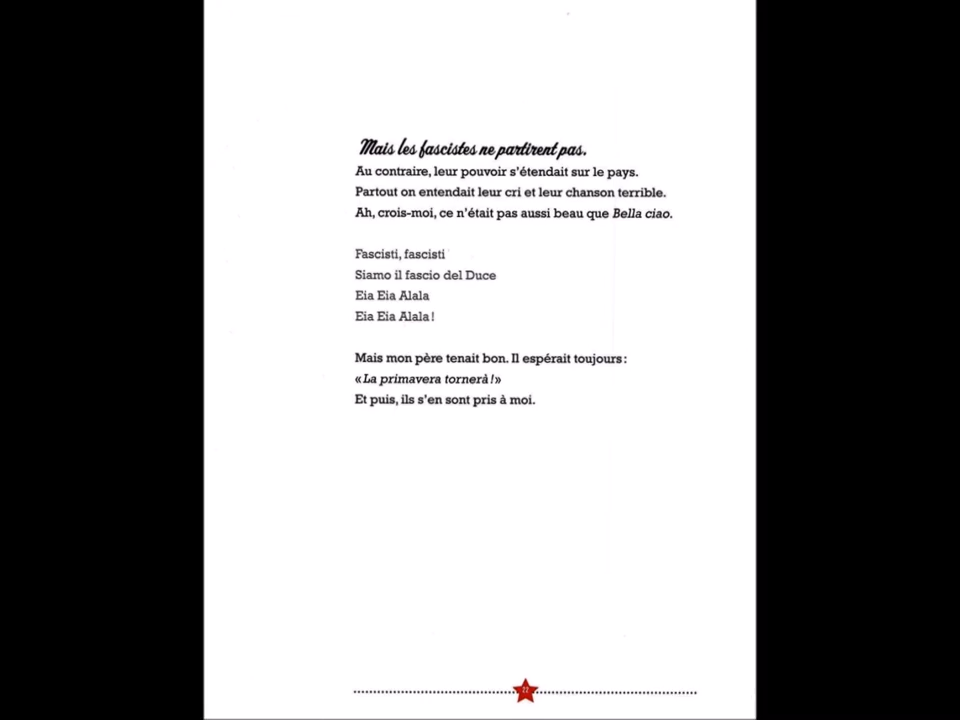 Mais les fascistes ne partirent pas.
Au contraire, leur pouvoir s'étendait sur le pays.
Partout on entendait leur cri et leur chanson terrible.
Ah, crois-moi, ce n'était pas aussi beau que Bella ciao.
Fascisti, fascisti
Siamo il fascio del Duce
Eia Eia Alala
Eia Eia Alala !
Mais mon père tenait bon. Il espérait toujours :
« La primavera tornerà ! »
Et puis, ils s'en sont pris à moi.